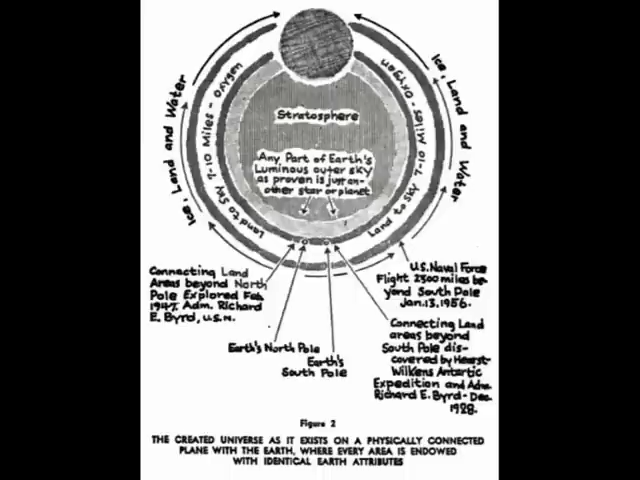 Ice, Land and Water
Ice, Land and Water
Land to Sky 7-10 Miles - Oxygen
Land to Sky 7-10 Miles - Oxygen
Stratosphere
Any Part of Earth's
Luminous outer sky
as proven is just an-
other star or planet
Connecting Land
Areas beyond North
Pole Explored Feb.
1947. Adm. Richard
E. Byrd, U.S.N.
U.S. Naval Force
Flight 2300 miles be-
yond South Pole
Jan. 13, 1956.
Earth's North Pole
Earth's
South Pole
Connecting Land
areas beyond
South Pole dis-
covered by Hearst-
Wilkens Antartic
Expedition and Adm.
Richard E. Byrd - Dec.
1928.
Figure 2
THE CREATED UNIVERSE AS IT EXISTS ON A PHYSICALLY CONNECTED
PLANE WITH THE EARTH, WHERE EVERY AREA IS ENDOWED
WITH IDENTICAL EARTH ATTRIBUTES